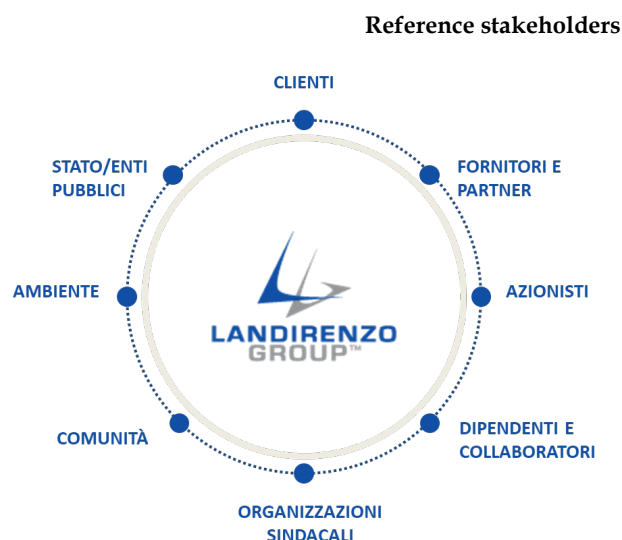 Reference stakeholders
CLIENTI
STATO/ENTI
PUBBLICI
FORNITORI E
PARTNER
AMBIENTE
AZIONISTI
LANDIRENZO
GROUP™
COMUNITÀ
DIPENDENTI E
COLLABORATORI
ORGANIZZAZIONI
SINDACALI